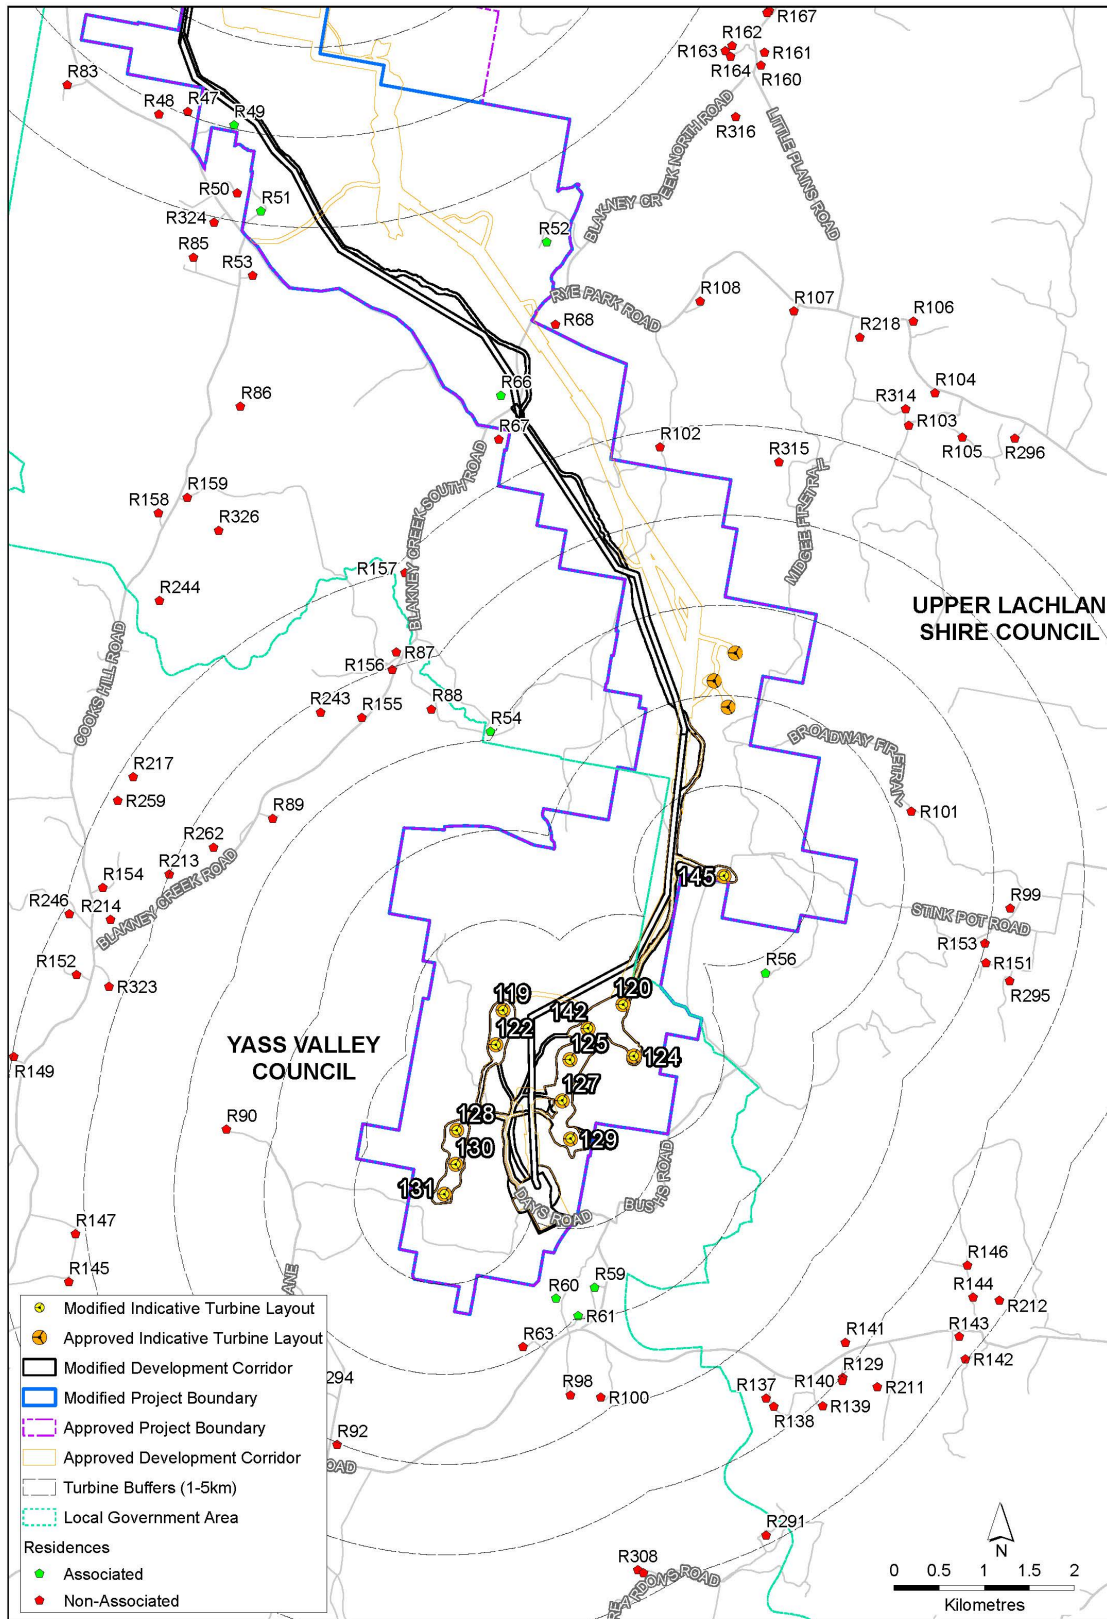 R167
R162
R163
R161
R164
R160
R83
R48
R47
R49
R316
BLAKNEY CREEK NORTH ROAD
LITTLE PLAINS ROAD
R50
R51
R324
R52
R85
R53
RYE PARK ROAD
R108
R107
R106
R68
R218
R66
R86
R104
R314
R103
R67
R102
R315
R105
R296
BLAKNEY CREEK SOUTH ROAD
MIDGEE FIRETRAIL
R159
R158
R326
R157
R244
UPPER LACHLAN
SHIRE COUNCIL
COOKS HILL ROAD
R87
R156
R243
R155
R88
R54
BROADWAY FIRETRAIL
R217
R259
R89
R101
R262
R213
R154
145
R246
R214
BLAKNEY CREEK ROAD
R99
STINK POT ROAD
R153
R152
R56
R151
R323
R295
119
120
142
122
125
124
YASS VALLEY
COUNCIL
R149
127
R90
128
129
130
131
DAYS ROAD
BUSHS ROAD
R147
R145
R146
R59
R60
R144
R212
R61
R143
R63
R141
R142
R129
R140
R211
R98
R100
R137
R138
R139
ANE
294
R92
OAD
R291
R308
REARDONS ROAD
Modified Indicative Turbine Layout
Approved Indicative Turbine Layout
Modified Development Corridor
Modified Project Boundary
Approved Project Boundary
Approved Development Corridor
Turbine Buffers (1-5km)
Local Government Area
Residences
Associated
Non-Associated
N
0 0.5 1 1.5 2
Kilometres